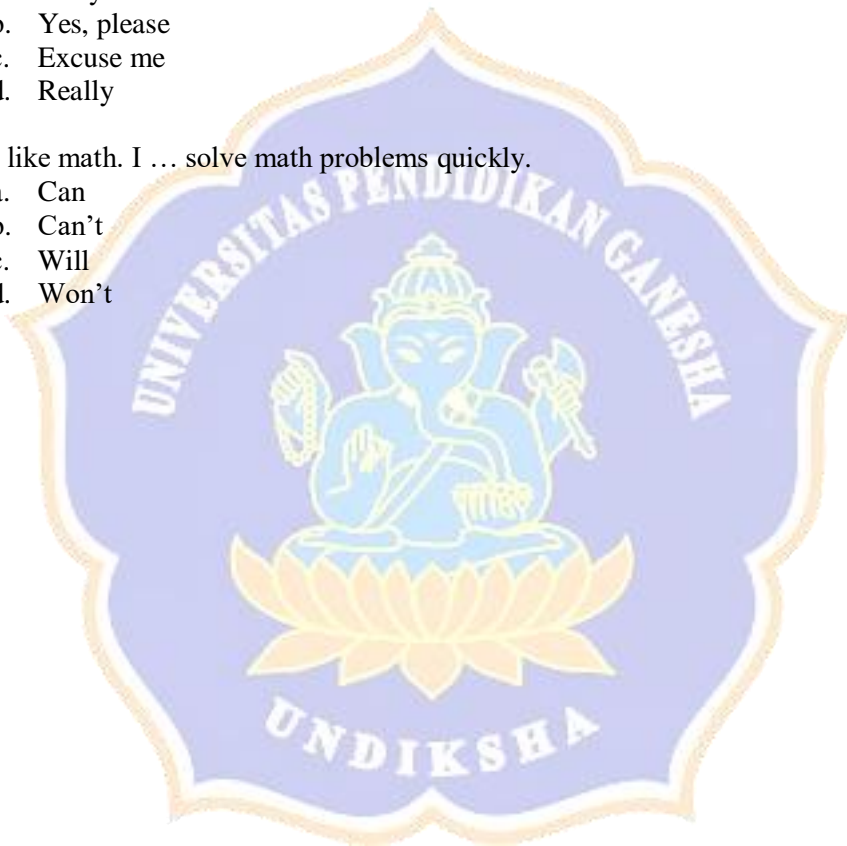 Yes, please
Excuse me
d. Really
like math. I … solve math problems quickly.
a. Can
b. Can’t
c. Will
d. Won’t
UNIVERSITAS PENDIDIKAN GANESHA
UNDIKSHA